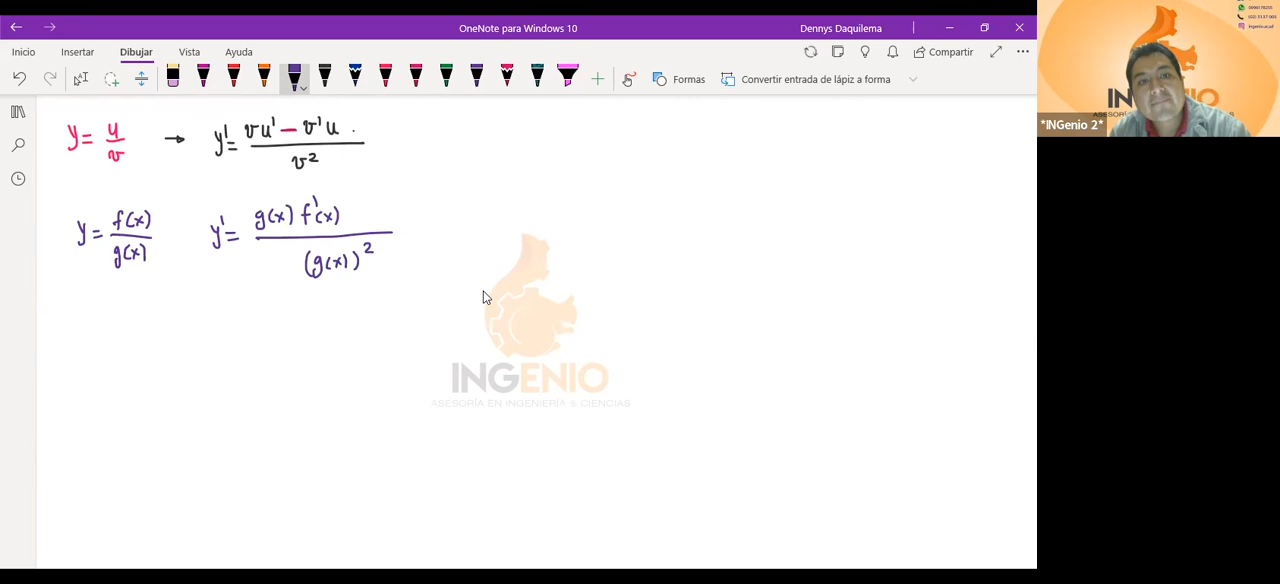 OneNote para Windows 10
Dennys Daquilema
Inicio Insertar Dibujar Vista Ayuda
Compartir
Formas
Convertir entrada de lápiz a forma
y = u/v → y' = (vu' − v'u)/v²
y = f(x)/g(x) y' = g(x) f'(x)/(g(x))²
INGENIO
ASESORÍA EN INGENIERÍA & CIENCIAS
*INGenio 2*